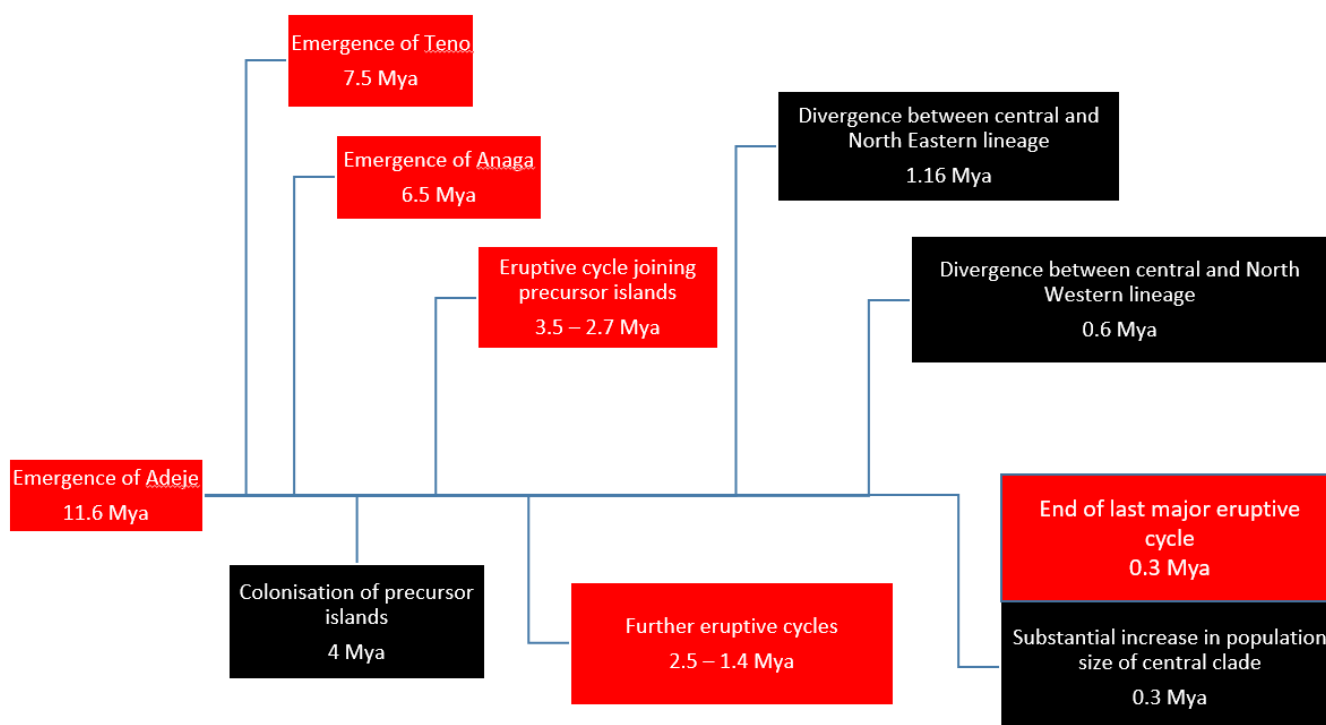 Emergence of Teno
7.5 Mya
Emergence of Anaga
6.5 Mya
Eruptive cycle joining
precursor islands
3.5 – 2.7 Mya
Divergence between central and
North Eastern lineage
1.16 Mya
Divergence between central and North
Western lineage
0.6 Mya
Emergence of Adeje
11.6 Mya
Colonisation of precursor
islands
4 Mya
Further eruptive cycles
2.5 – 1.4 Mya
End of last major eruptive
cycle
0.3 Mya
Substantial increase in population
size of central clade
0.3 Mya